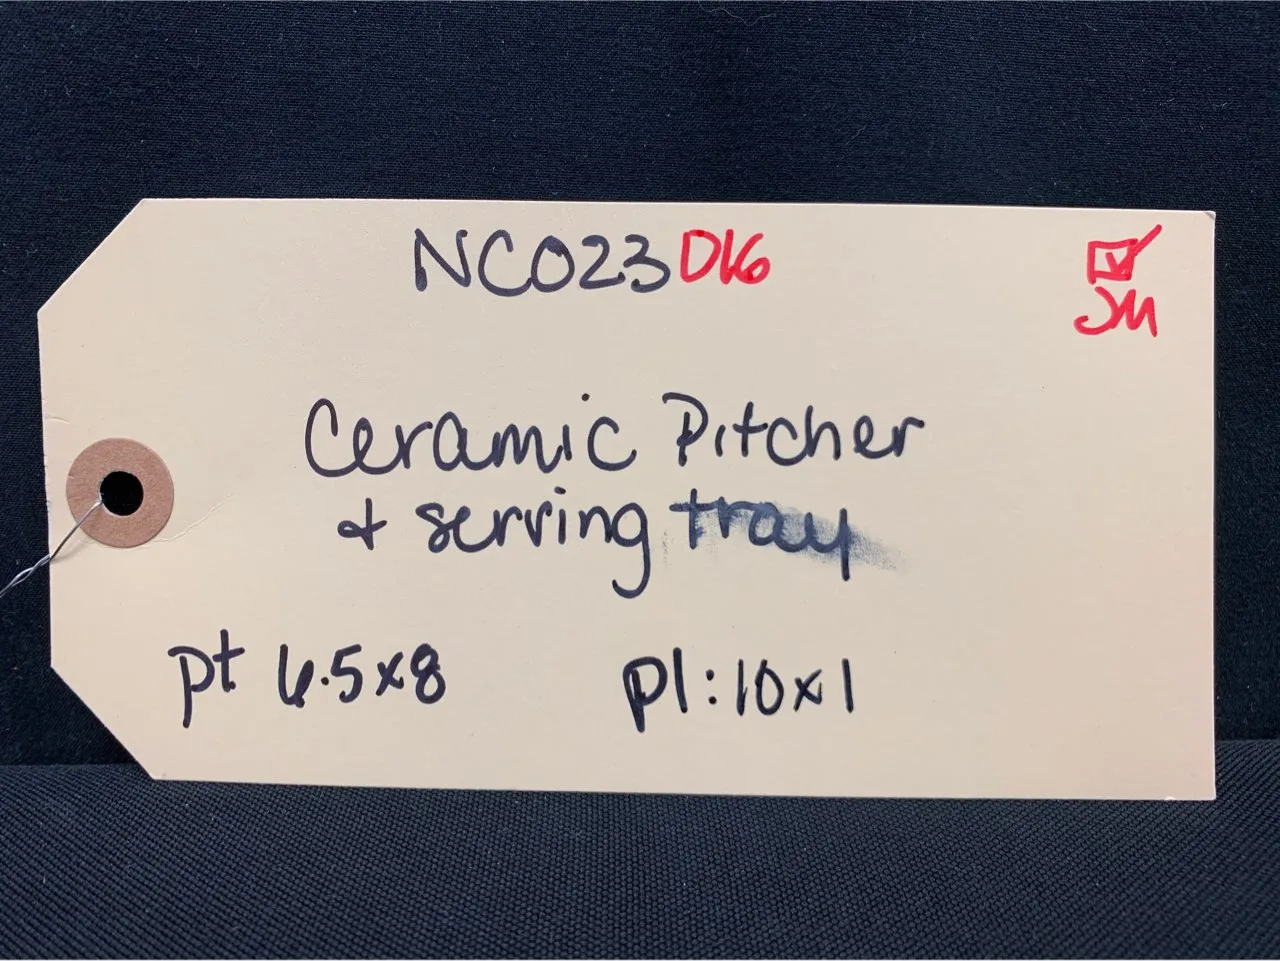 NC023D16
☑
JM
Ceramic Pitcher
& serving tray
pt 6.5x8 pl: 10x1